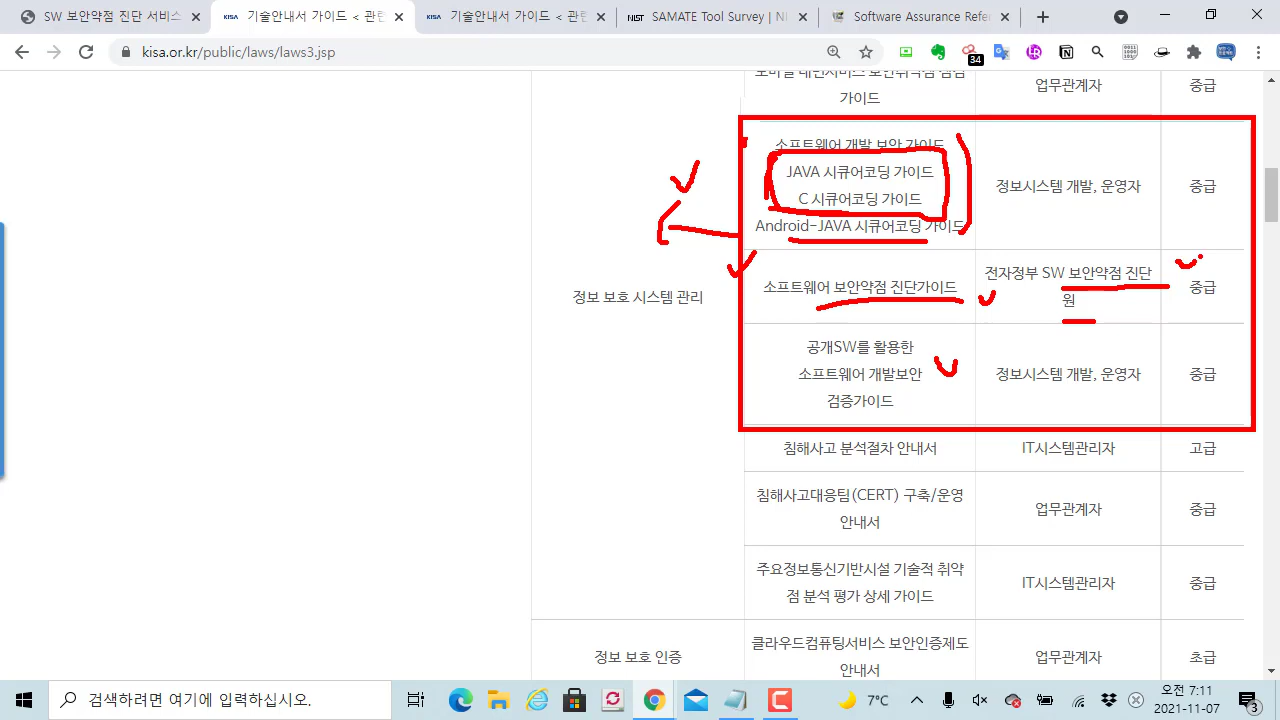 SW 보안약점 진단 서비스
KISA 기술안내서 가이드 < 관련
KISA 기술안내서 가이드 < 관련
NIST SAMATE Tool Survey | NI
Software Assurance Refe
kisa.or.kr/public/laws/laws3.jsp
34
가이드
업무관계자
중급
소프트웨어 개발 보안 가이드
JAVA 시큐어코딩 가이드
C 시큐어코딩 가이드
Android-JAVA 시큐어코딩 가이드
정보시스템 개발, 운영자
중급
정보 보호 시스템 관리
소프트웨어 보안약점 진단가이드
전자정부 SW 보안약점 진단
원
중급
공개SW를 활용한
소프트웨어 개발보안
검증가이드
정보시스템 개발, 운영자
중급
침해사고 분석절차 안내서
IT시스템관리자
고급
침해사고대응팀(CERT) 구축/운영
안내서
업무관계자
중급
주요정보통신기반시설 기술적 취약
점 분석 평가 상세 가이드
IT시스템관리자
중급
정보 보호 인증
클라우드컴퓨팅서비스 보안인증제도
안내서
업무관계자
초급
검색하려면 여기에 입력하십시오.
7°C
오전 7:11
2021-11-07
3